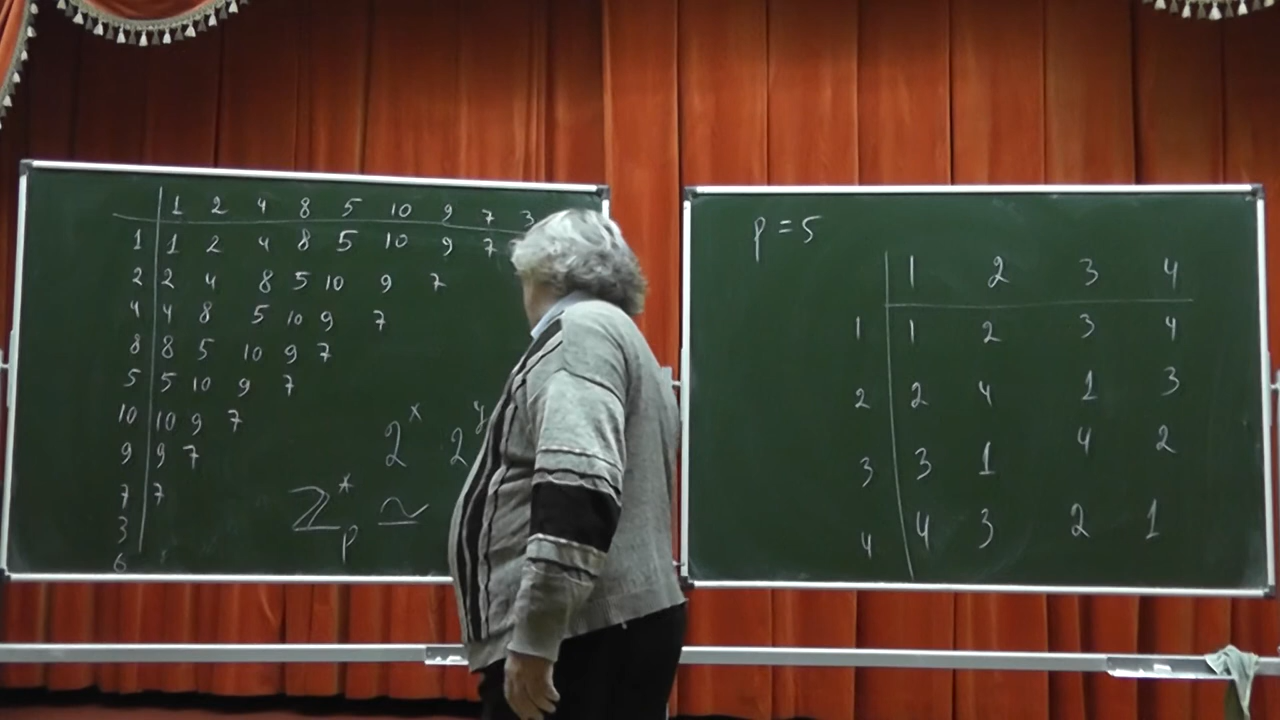 1 2 4 8 5 10 9 7 3
1 1 2 4 8 5 10 9 7
2 2 4 8 5 10 9 7
4 4 8 5 10 9 7
8 8 5 10 9 7
5 5 10 9 7
10 10 9 7
9 9 7
7 7
3
6
2^x 2^y
ℤ*_p ≃
p = 5
1 2 3 4
1 1 2 3 4
2 2 4 1 3
3 3 1 4 2
4 4 3 2 1